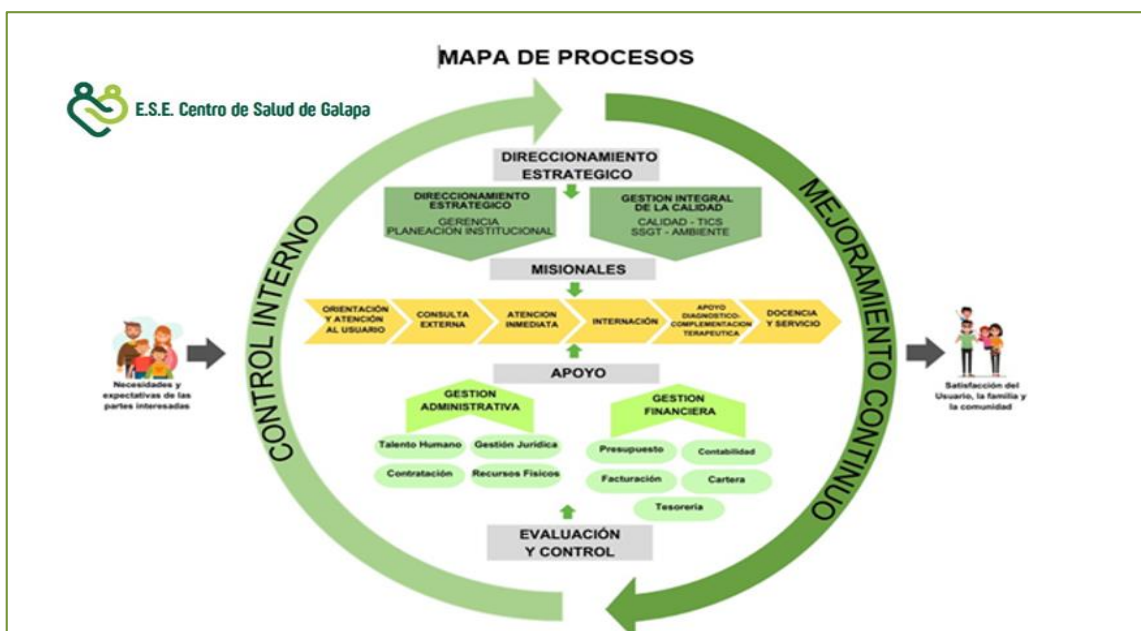 MAPA DE PROCESOS
E.S.E. Centro de Salud de Galapa
DIRECCIONAMIENTO
ESTRATEGICO
DIRECCIONAMIENTO
ESTRATEGICO
GERENCIA
PLANEACIÓN INSTITUCIONAL
GESTION INTEGRAL
DE LA CALIDAD
CALIDAD - TICS
SSGT - AMBIENTE
MISIONALES
CONTROL INTERNO
MEJORAMIENTO CONTINUO
ORIENTACIÓN
Y ATENCIÓN
AL USUARIO
CONSULTA
EXTERNA
ATENCION
INMEDIATA
INTERNACIÓN
APOYO
DIAGNOSTICO-
COMPLEMENTACION
TERAPEUTICA
DOCENCIA
Y SERVICIO
Necesidades y
expectativas de las
partes interesadas
Satisfacción del
Usuario, la familia y
la comunidad
APOYO
GESTION
ADMINISTRATIVA
Talento Humano
Gestión Jurídica
Contratación
Recursos Físicos
GESTION
FINANCIERA
Presupuesto
Contabilidad
Facturación
Cartera
Tesorería
EVALUACIÓN
Y CONTROL